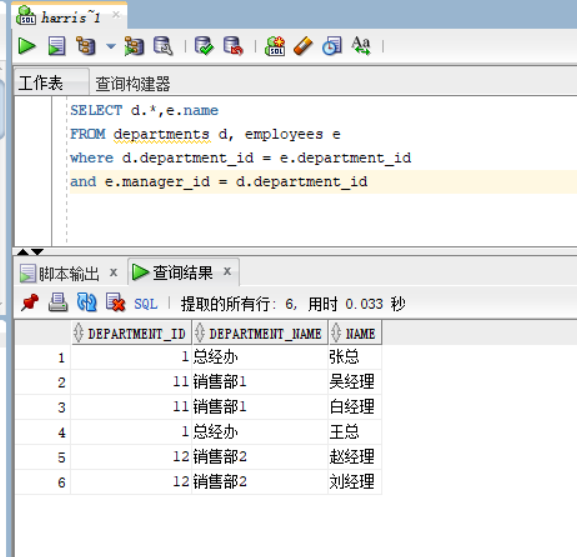 harris~1
工作表 查询构建器
SELECT d.*,e.name
FROM departments d, employees e
where d.department_id = e.department_id
and e.manager_id = d.department_id
脚本输出 x 查询结果 x
SQL | 提取的所有行: 6, 用时 0.033 秒
DEPARTMENT_ID DEPARTMENT_NAME NAME
1 1 总经办 张总
2 11 销售部1 吴经理
3 11 销售部1 白经理
4 1 总经办 王总
5 12 销售部2 赵经理
6 12 销售部2 刘经理